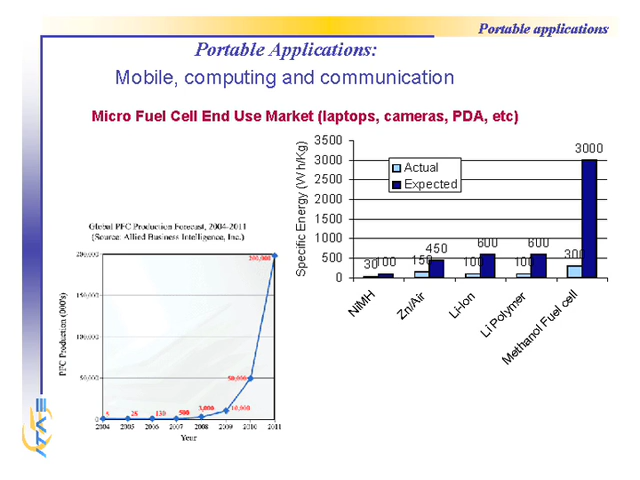 Portable applications
Portable Applications:
Mobile, computing and communication
Micro Fuel Cell End Use Market (laptops, cameras, PDA, etc)
Global PFC Production Forecast, 2004-2011
(Source: Allied Business Intelligence, Inc.)
PFC Production (000's)
200,000
150,000
100,000
50,000
0
5
25
130
500
3,000
10,000
50,000
200,000
2004
2005
2006
2007
2008
2009
2010
2011
Year
Specific Energy (Wh/Kg)
3500
3000
2500
2000
1500
1000
500
0
Actual
Expected
30
100
150
450
100
600
100
600
300
3000
NiMH
Zn/Air
Li-Ion
Li Polymer
Methanol Fuel cell